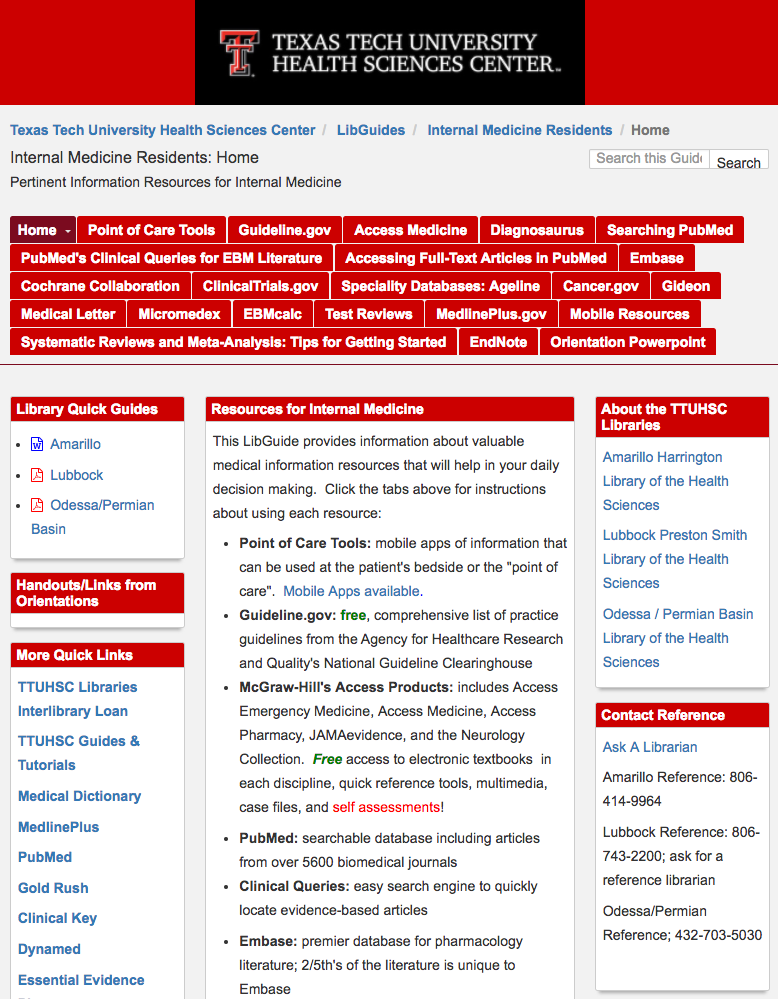 TEXAS TECH UNIVERSITY
HEALTH SCIENCES CENTER™
Texas Tech University Health Sciences Center / LibGuides / Internal Medicine Residents / Home
Internal Medicine Residents: Home
Search this Guide Search
Pertinent Information Resources for Internal Medicine
Home Point of Care Tools Guideline.gov Access Medicine Diagnosaurus Searching PubMed
PubMed's Clinical Queries for EBM Literature Accessing Full-Text Articles in PubMed Embase
Cochrane Collaboration ClinicalTrials.gov Speciality Databases: Ageline Cancer.gov Gideon
Medical Letter Micromedex EBMcalc Test Reviews MedlinePlus.gov Mobile Resources
Systematic Reviews and Meta-Analysis: Tips for Getting Started EndNote Orientation Powerpoint
Library Quick Guides
• Amarillo
• Lubbock
• Odessa/Permian
Basin
Handouts/Links from
Orientations
More Quick Links
TTUHSC Libraries
Interlibrary Loan
TTUHSC Guides &
Tutorials
Medical Dictionary
MedlinePlus
PubMed
Gold Rush
Clinical Key
Dynamed
Essential Evidence
Resources for Internal Medicine
This LibGuide provides information about valuable
medical information resources that will help in your daily
decision making.  Click the tabs above for instructions
about using each resource:
• Point of Care Tools: mobile apps of information that
can be used at the patient's bedside or the "point of
care".  Mobile Apps available.
• Guideline.gov: free, comprehensive list of practice
guidelines from the Agency for Healthcare Research
and Quality's National Guideline Clearinghouse
• McGraw-Hill's Access Products: includes Access
Emergency Medicine, Access Medicine, Access
Pharmacy, JAMAevidence, and the Neurology
Collection.  Free access to electronic textbooks  in
each discipline, quick reference tools, multimedia,
case files, and self assessments!
• PubMed: searchable database including articles
from over 5600 biomedical journals
• Clinical Queries: easy search engine to quickly
locate evidence-based articles
• Embase: premier database for pharmacology
literature; 2/5th's of the literature is unique to
Embase
About the TTUHSC
Libraries
Amarillo Harrington
Library of the Health
Sciences
Lubbock Preston Smith
Library of the Health
Sciences
Odessa / Permian Basin
Library of the Health
Sciences
Contact Reference
Ask A Librarian
Amarillo Reference: 806-
414-9964
Lubbock Reference: 806-
743-2200; ask for a
reference librarian
Odessa/Permian
Reference; 432-703-5030